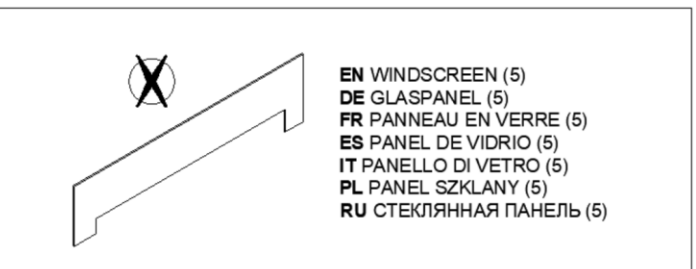 X
EN WINDSCREEN (5)
DE GLASPANEL (5)
FR PANNEAU EN VERRE (5)
ES PANEL DE VIDRIO (5)
IT PANELLO DI VETRO (5)
PL PANEL SZKLANY (5)
RU СТЕКЛЯННАЯ ПАНЕЛЬ (5)